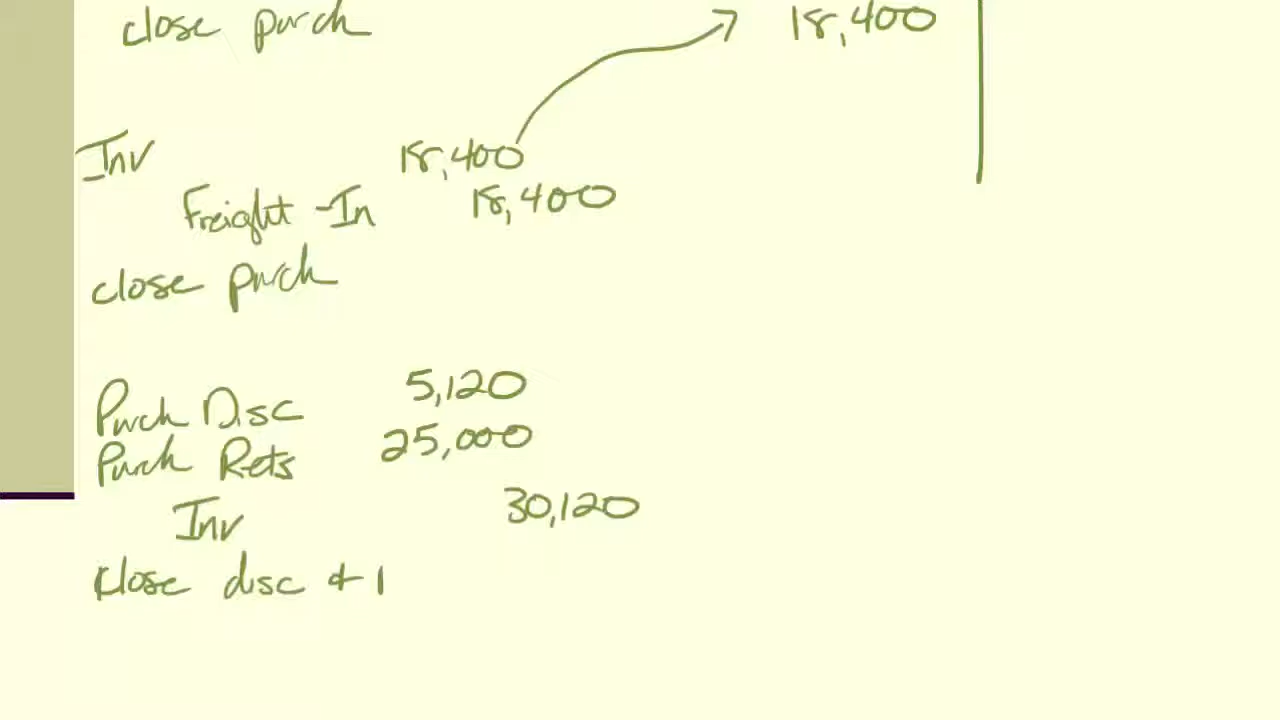 close purch 18,400
Inv 18,400
Freight-In 18,400
close purch
Purch Disc 5,120
Purch Rets 25,000
Inv 30,120
close disc +